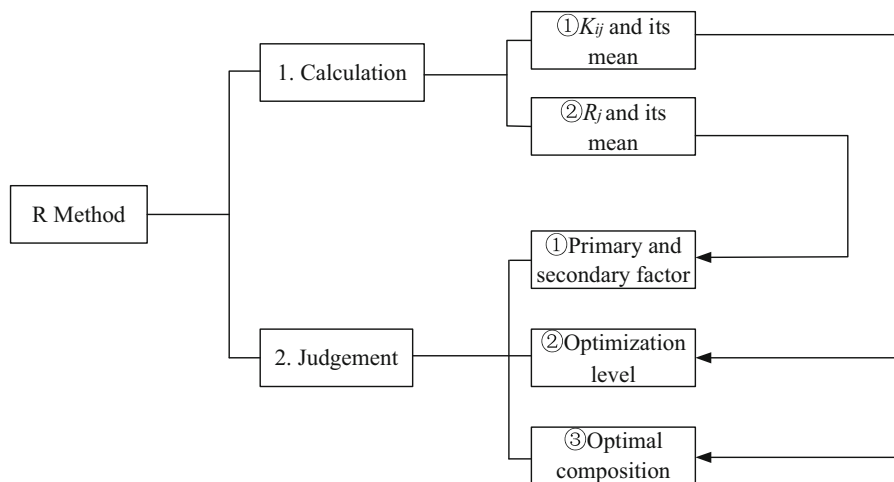 ①Kij and its
mean
1. Calculation
②Rj and its
mean
R Method
①Primary and
secondary factor
2. Judgement
②Optimization
level
③Optimal
composition